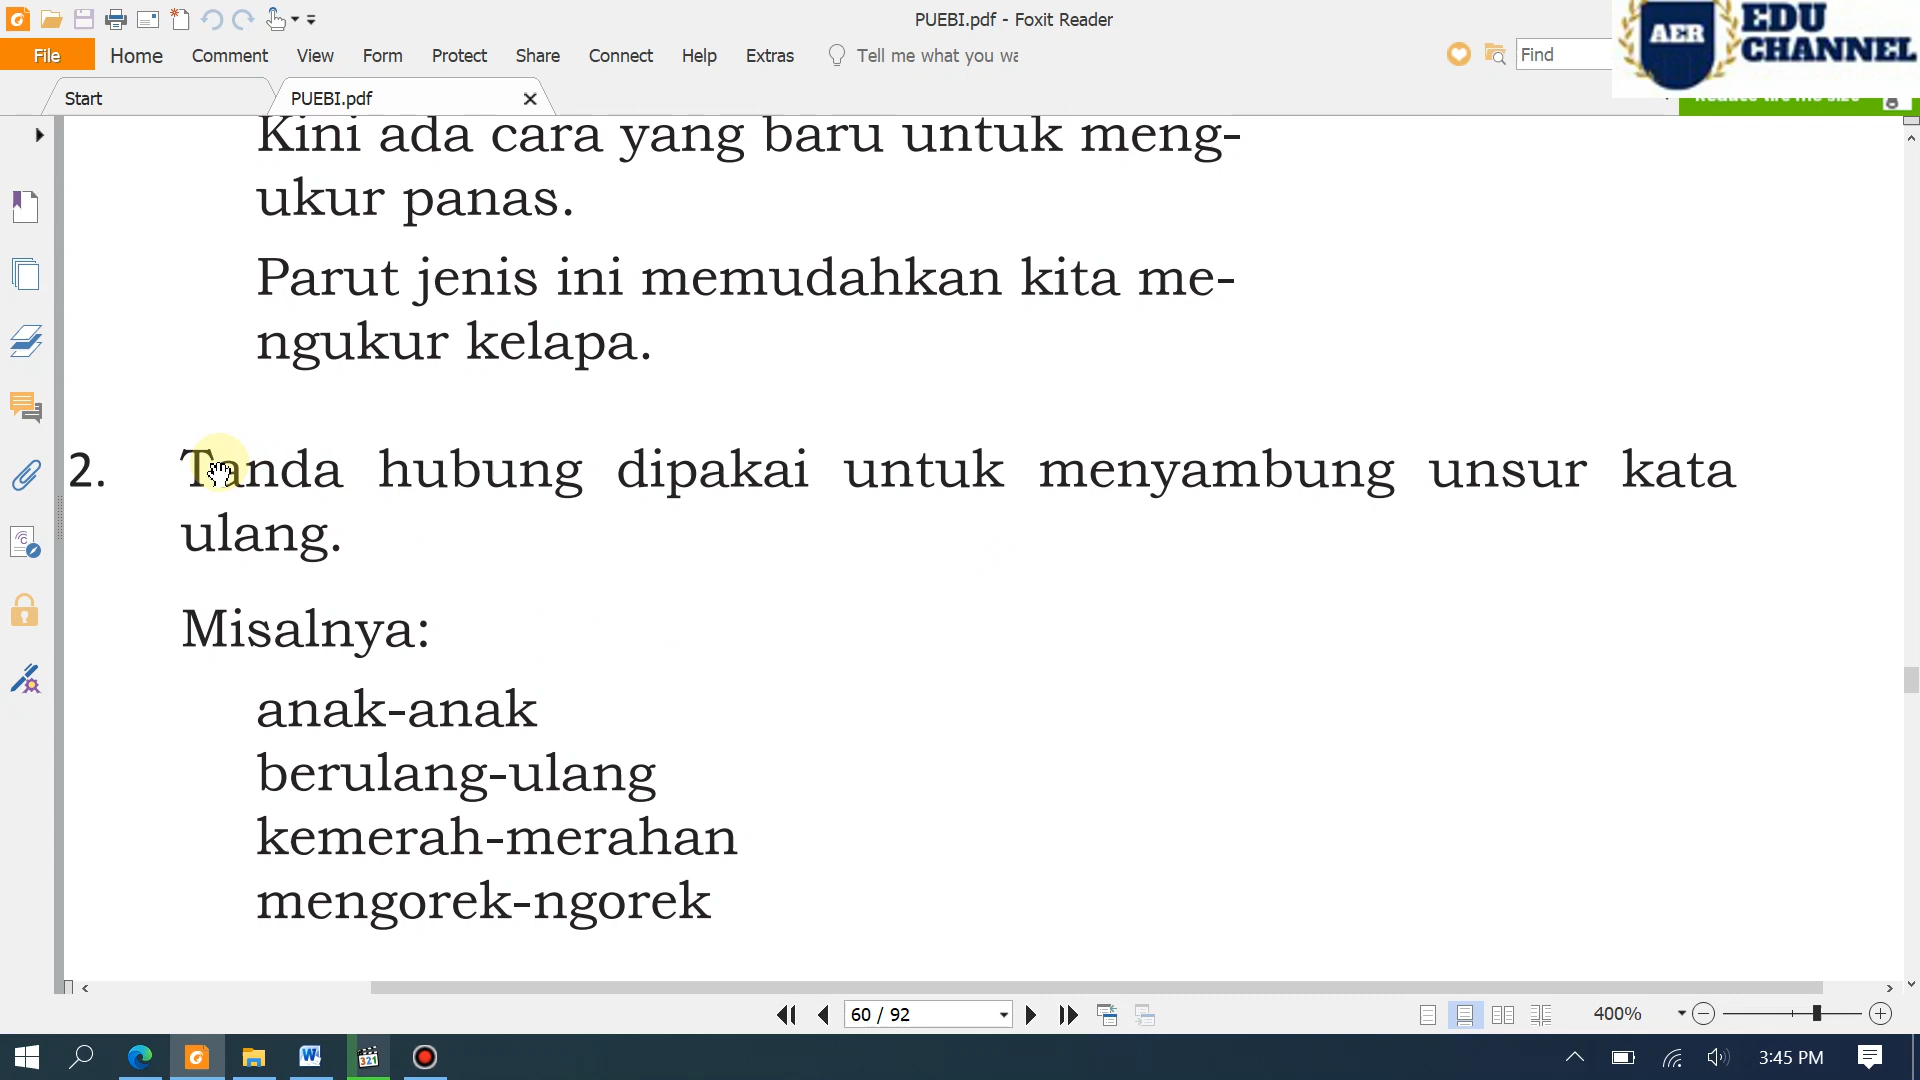 PUEBI.pdf - Foxit Reader
AER EDU CHANNEL
File Home Comment View Form Protect Share Connect Help Extras Tell me what you wa Find
Start PUEBI.pdf
Kini ada cara yang baru untuk meng-
ukur panas.
Parut jenis ini memudahkan kita me-
ngukur kelapa.
2. Tanda hubung dipakai untuk menyambung unsur kata
ulang.
Misalnya:
anak-anak
berulang-ulang
kemerah-merahan
mengorek-ngorek
60 / 92 400%
321 3:45 PM